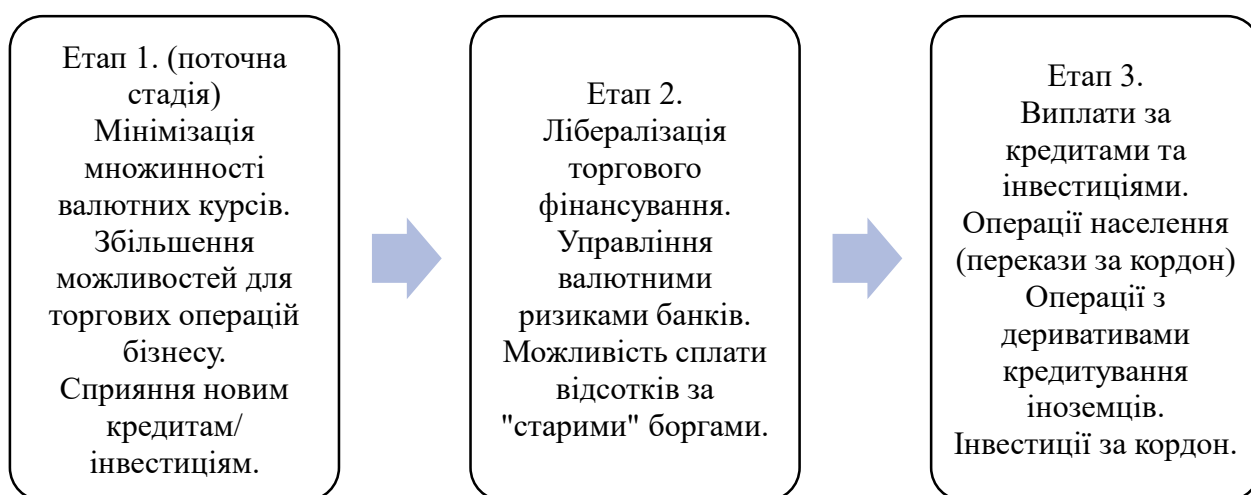 Етап 1. (поточна
стадія)
Мінімізація
множинності
валютних курсів.
Збільшення
можливостей для
торгових операцій
бізнесу.
Сприяння новим
кредитам/
інвестиціям.
Етап 2.
Лібералізація
торгового
фінансування.
Управління
валютними
ризиками банків.
Можливість сплати
відсотків за
"старими" боргами.
Етап 3.
Виплати за
кредитами та
інвестиціями.
Операції населення
(перекази за кордон)
Операції з
деривативами
кредитування
іноземців.
Інвестиції за кордон.